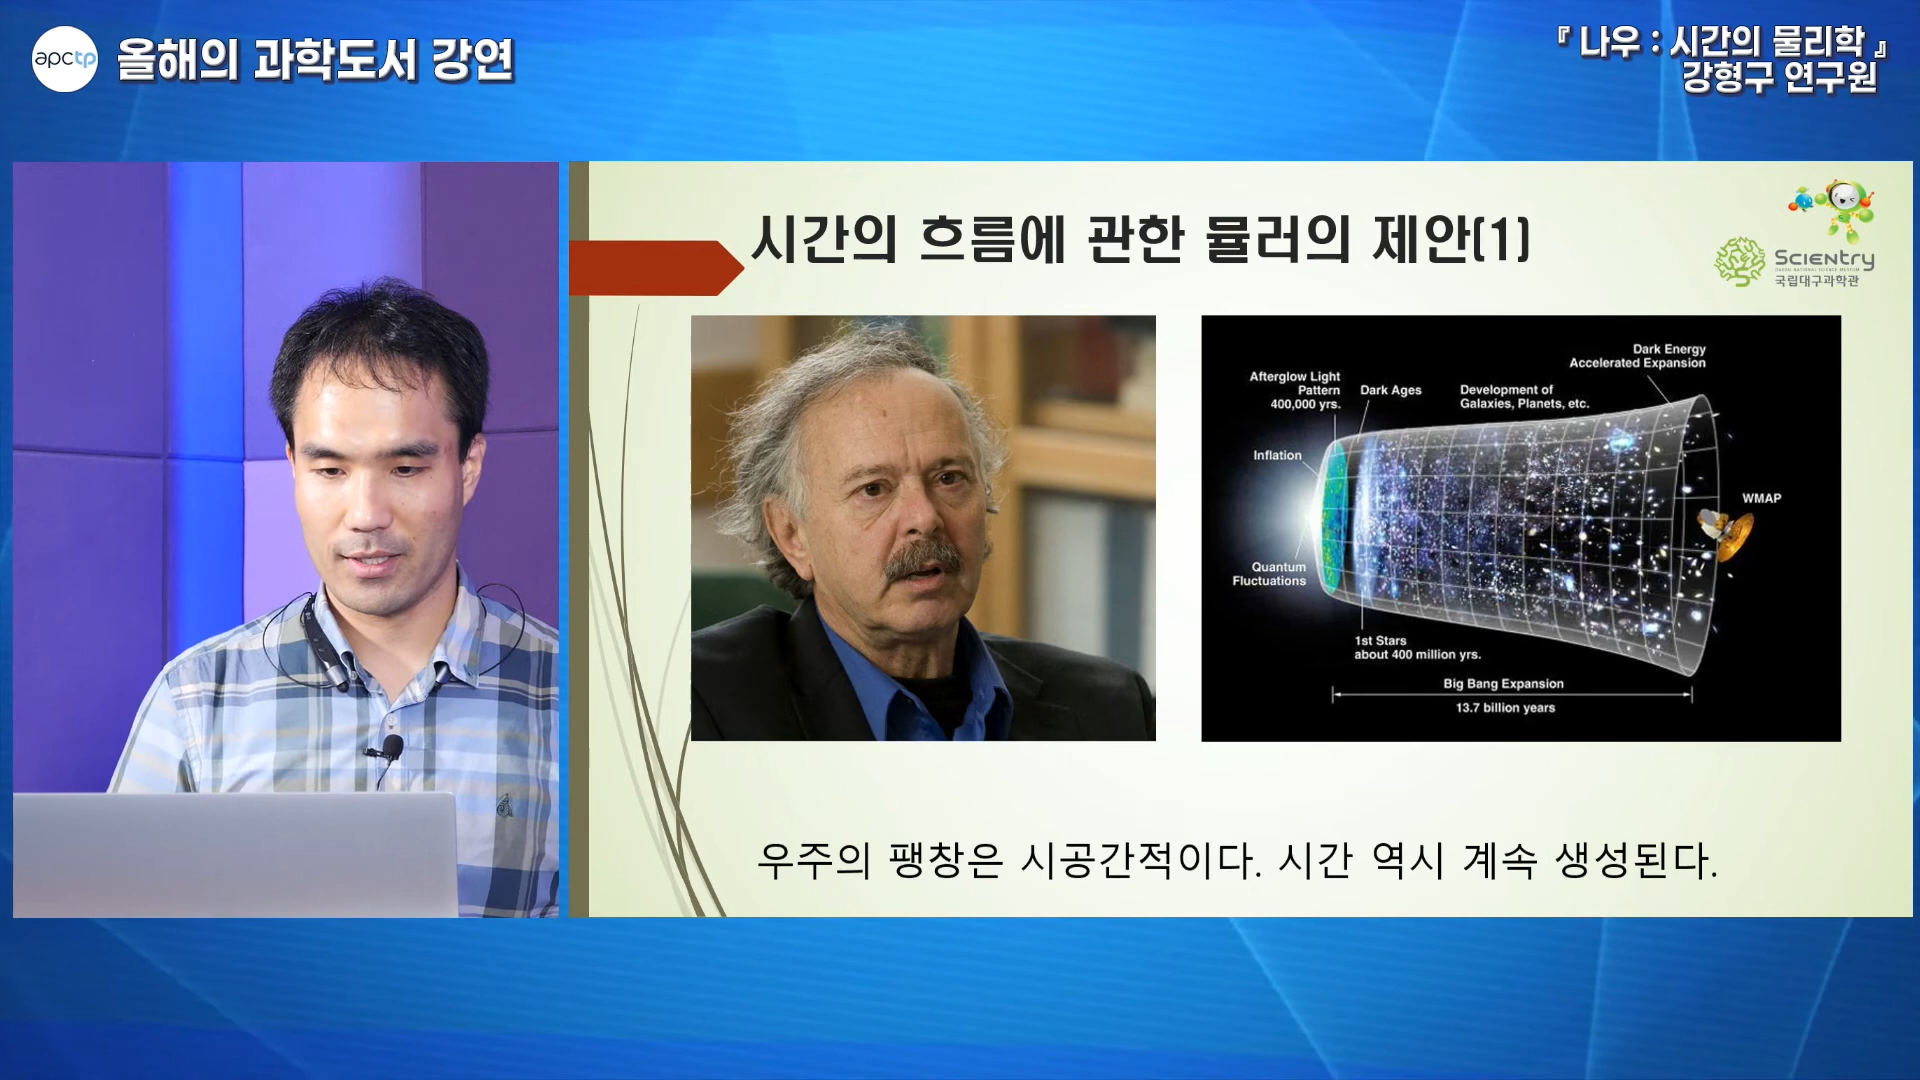 apctp 올해의 과학도서 강연
『 나우 : 시간의 물리학 』
강형구 연구원
시간의 흐름에 관한 뮬러의 제안(1)
Scientry
국립대구과학관
Dark Energy
Accelerated Expansion
Afterglow Light
Pattern
400,000 yrs.
Dark Ages
Development of
Galaxies, Planets, etc.
Inflation
WMAP
Quantum
Fluctuations
1st Stars
about 400 million yrs.
Big Bang Expansion
13.7 billion years
우주의 팽창은 시공간적이다. 시간 역시 계속 생성된다.